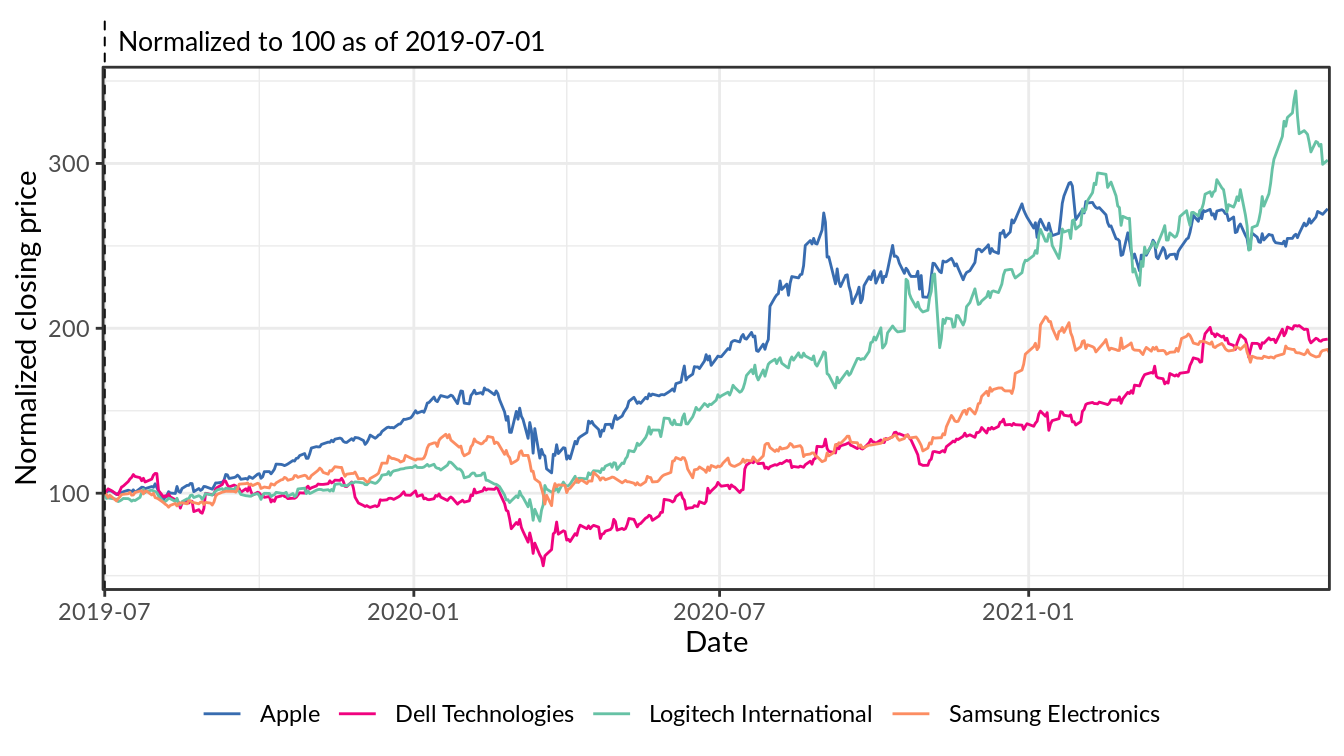 Normalized to 100 as of 2019-07-01
Normalized closing price
300
200
100
2019-07
2020-01
2020-07
2021-01
Date
Apple
Dell Technologies
Logitech International
Samsung Electronics